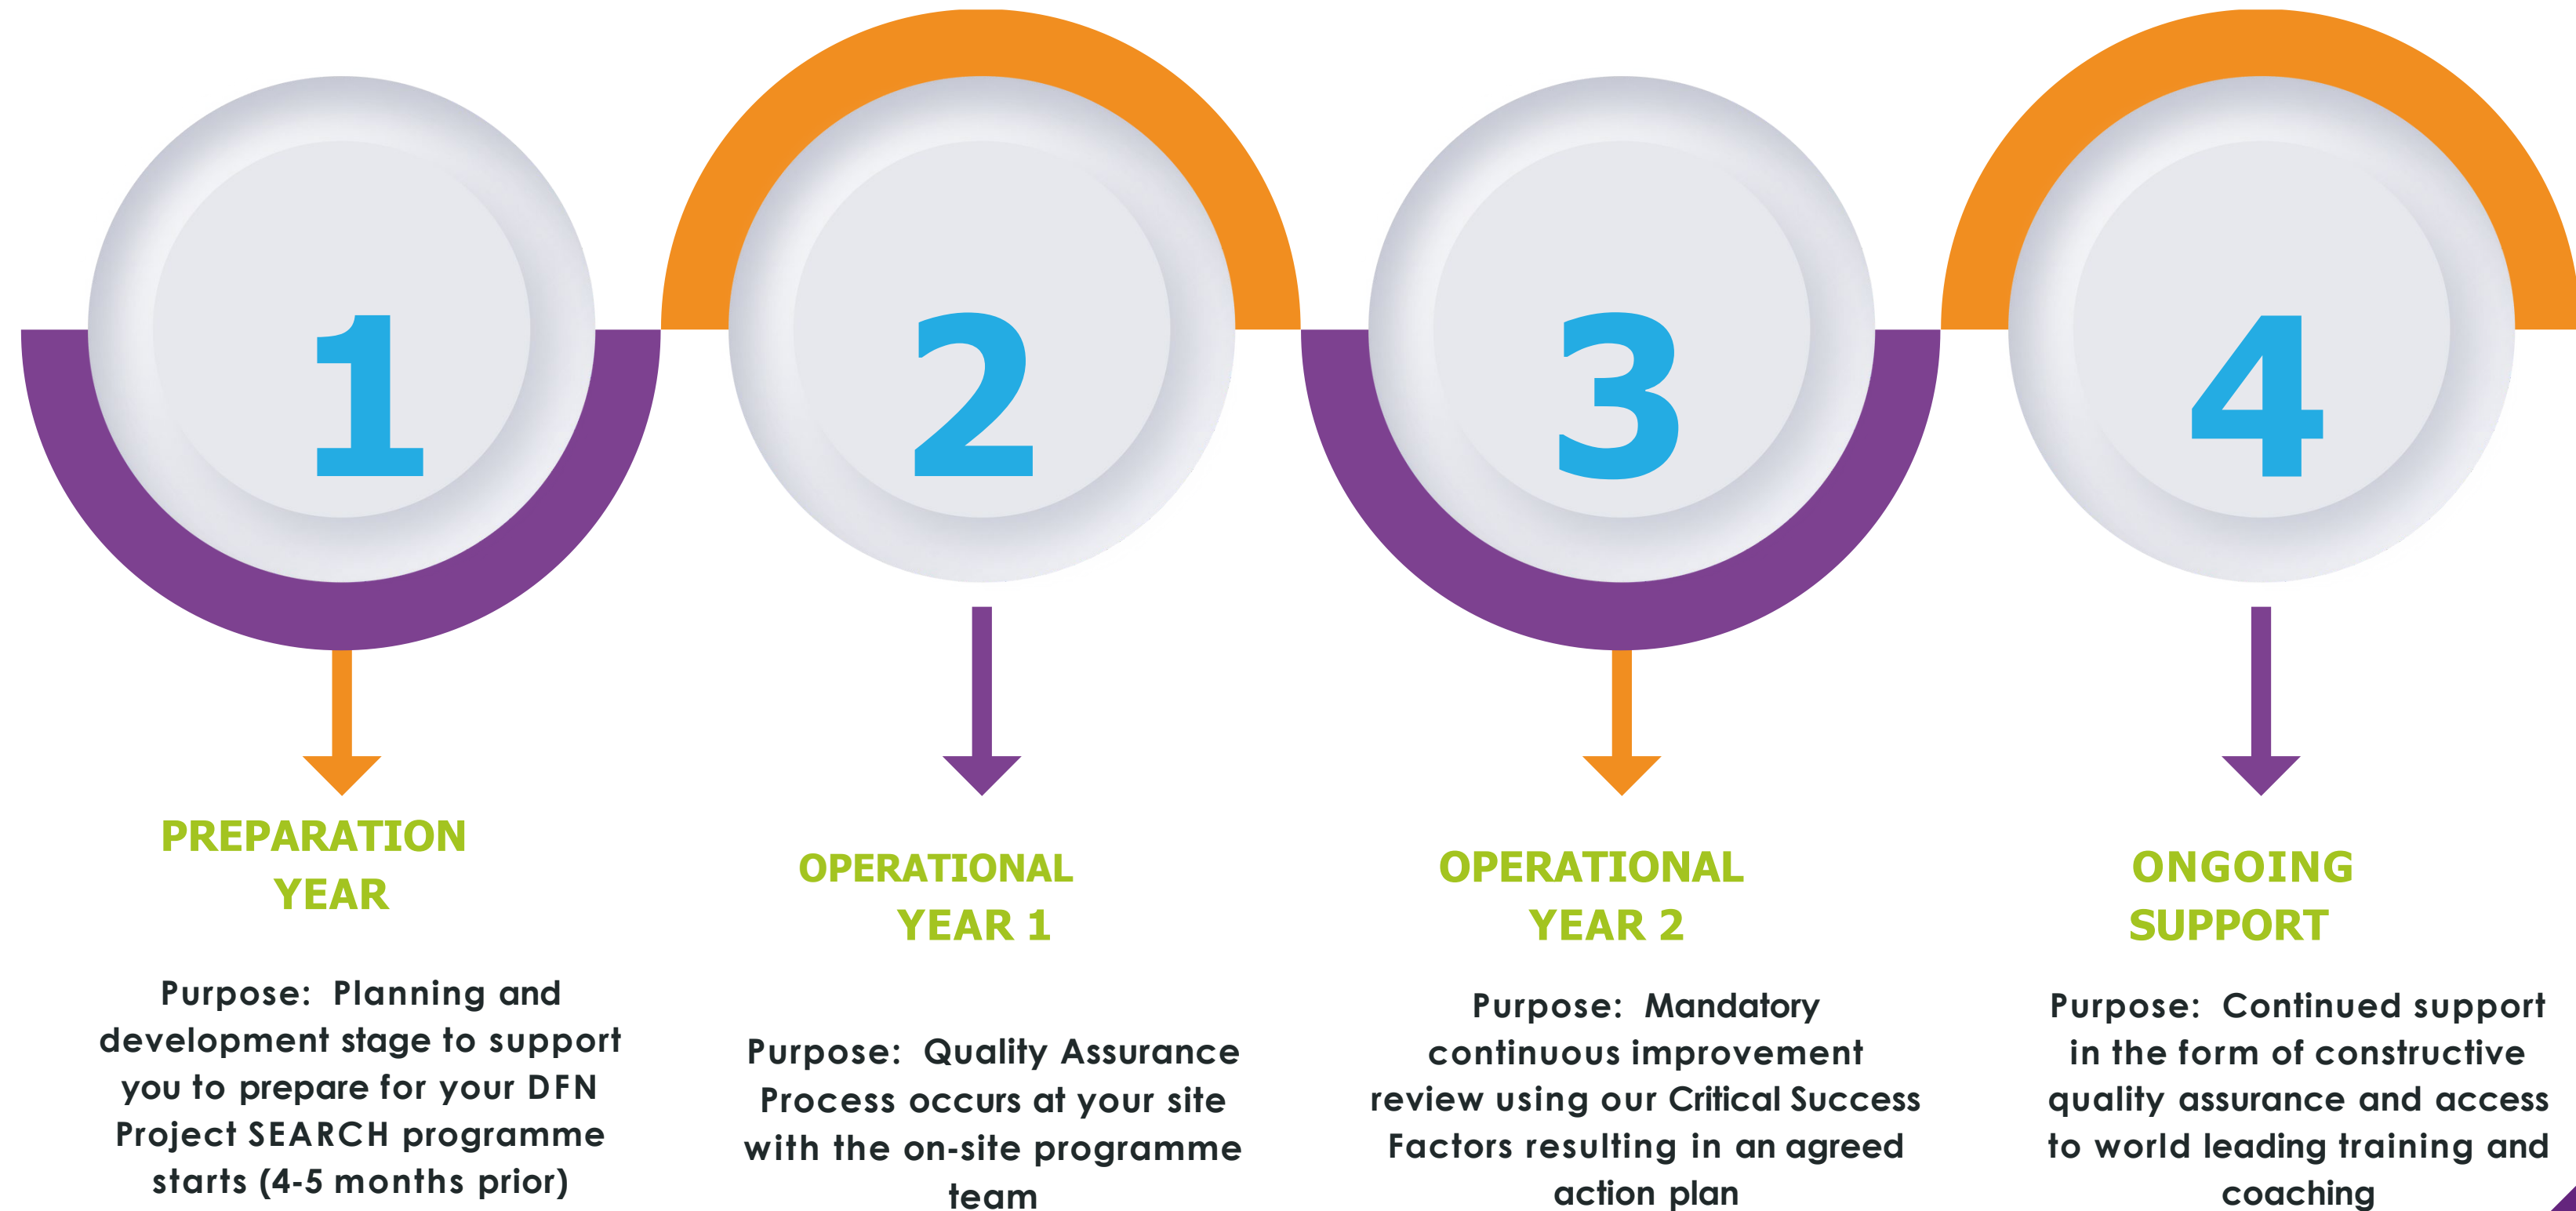 1
PREPARATION
YEAR
Purpose: Planning and
development stage to support
you to prepare for your DFN
Project SEARCH programme
starts (4-5 months prior)
2
OPERATIONAL
YEAR 1
Purpose: Quality Assurance
Process occurs at your site
with the on-site programme
team
3
OPERATIONAL
YEAR 2
Purpose: Mandatory
continuous improvement
review using our Critical Success
Factors resulting in an agreed
action plan
4
ONGOING
SUPPORT
Purpose: Continued support
in the form of constructive
quality assurance and access
to world leading training and
coaching